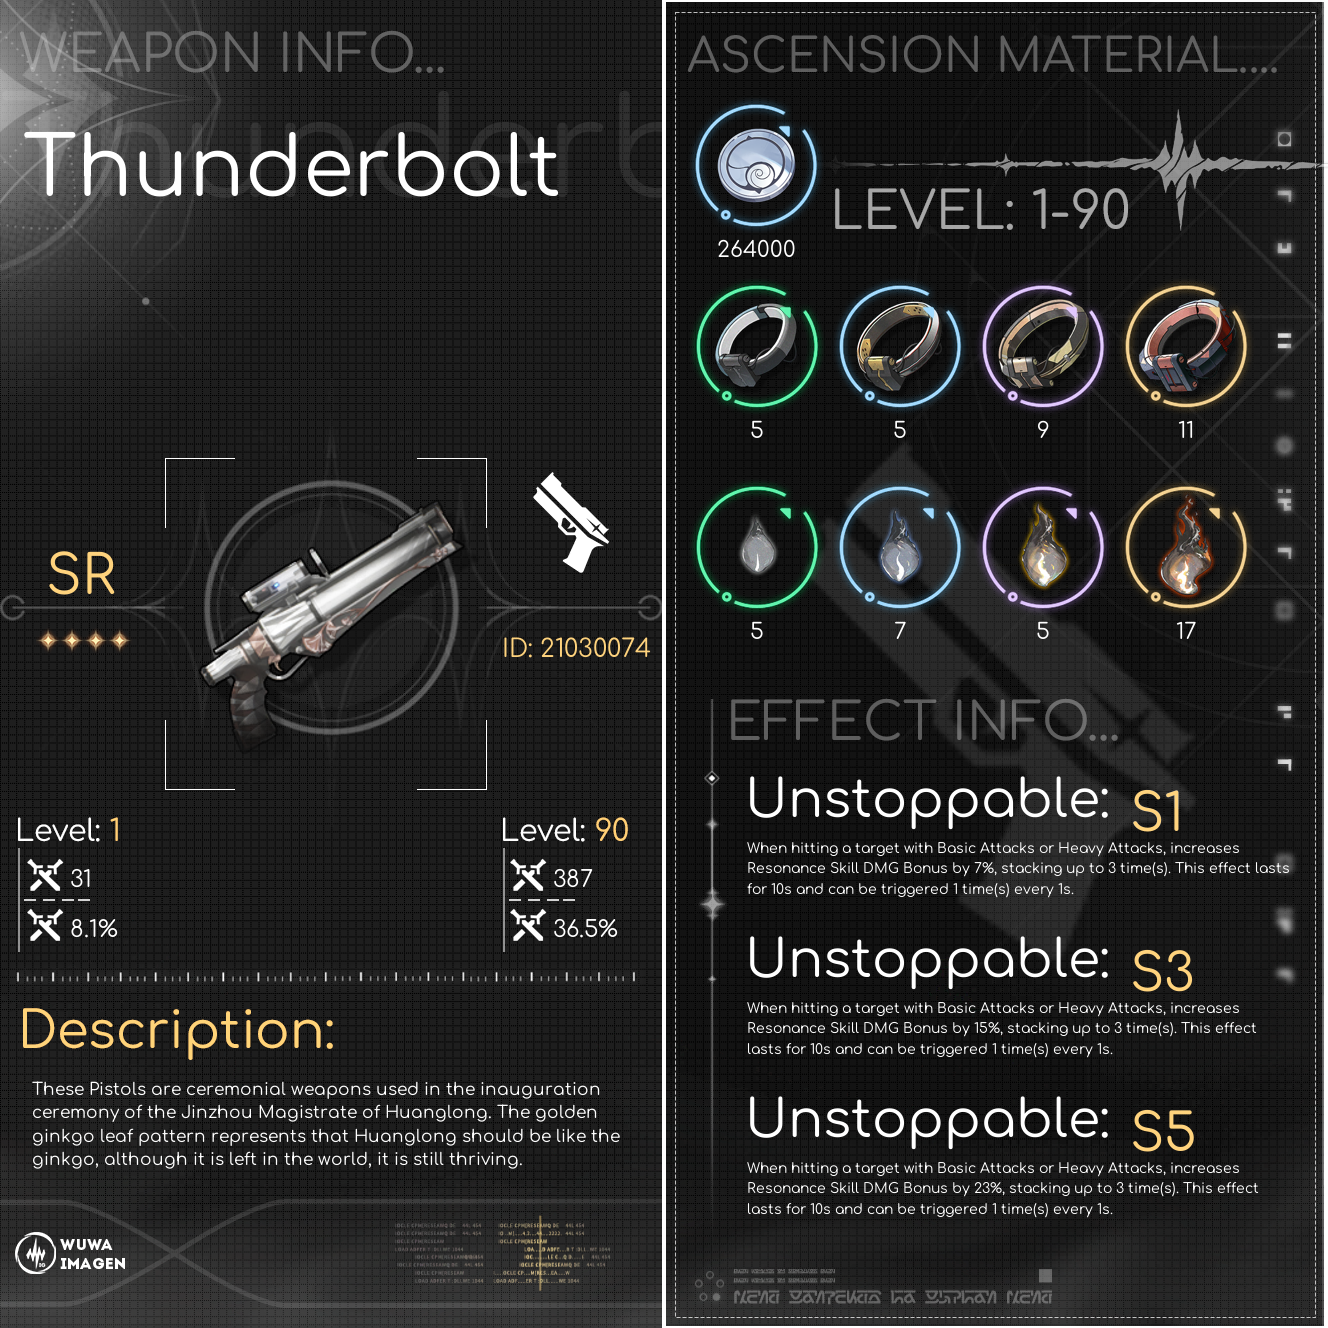 WEAPON INFO...
Thunderbolt
SR
ID: 21030074
Level: 1
31
8.1%
Level: 90
387
36.5%
Description:
These Pistols are ceremonial weapons used in the inauguration
ceremony of the Jinzhou Magistrate of Huanglong. The golden
ginkgo leaf pattern represents that Huanglong should be like the
ginkgo, although it is left in the world, it is still thriving.
WUWA
IMAGEN
ASCENSION MATERIAL....
LEVEL: 1-90
264000
5 5 9 11
5 7 5 17
EFFECT INFO...
Unstoppable: S1
When hitting a target with Basic Attacks or Heavy Attacks, increases
Resonance Skill DMG Bonus by 7%, stacking up to 3 time(s). This effect lasts
for 10s and can be triggered 1 time(s) every 1s.
Unstoppable: S3
When hitting a target with Basic Attacks or Heavy Attacks, increases
Resonance Skill DMG Bonus by 15%, stacking up to 3 time(s). This effect
lasts for 10s and can be triggered 1 time(s) every 1s.
Unstoppable: S5
When hitting a target with Basic Attacks or Heavy Attacks, increases
Resonance Skill DMG Bonus by 23%, stacking up to 3 time(s). This effect
lasts for 10s and can be triggered 1 time(s) every 1s.